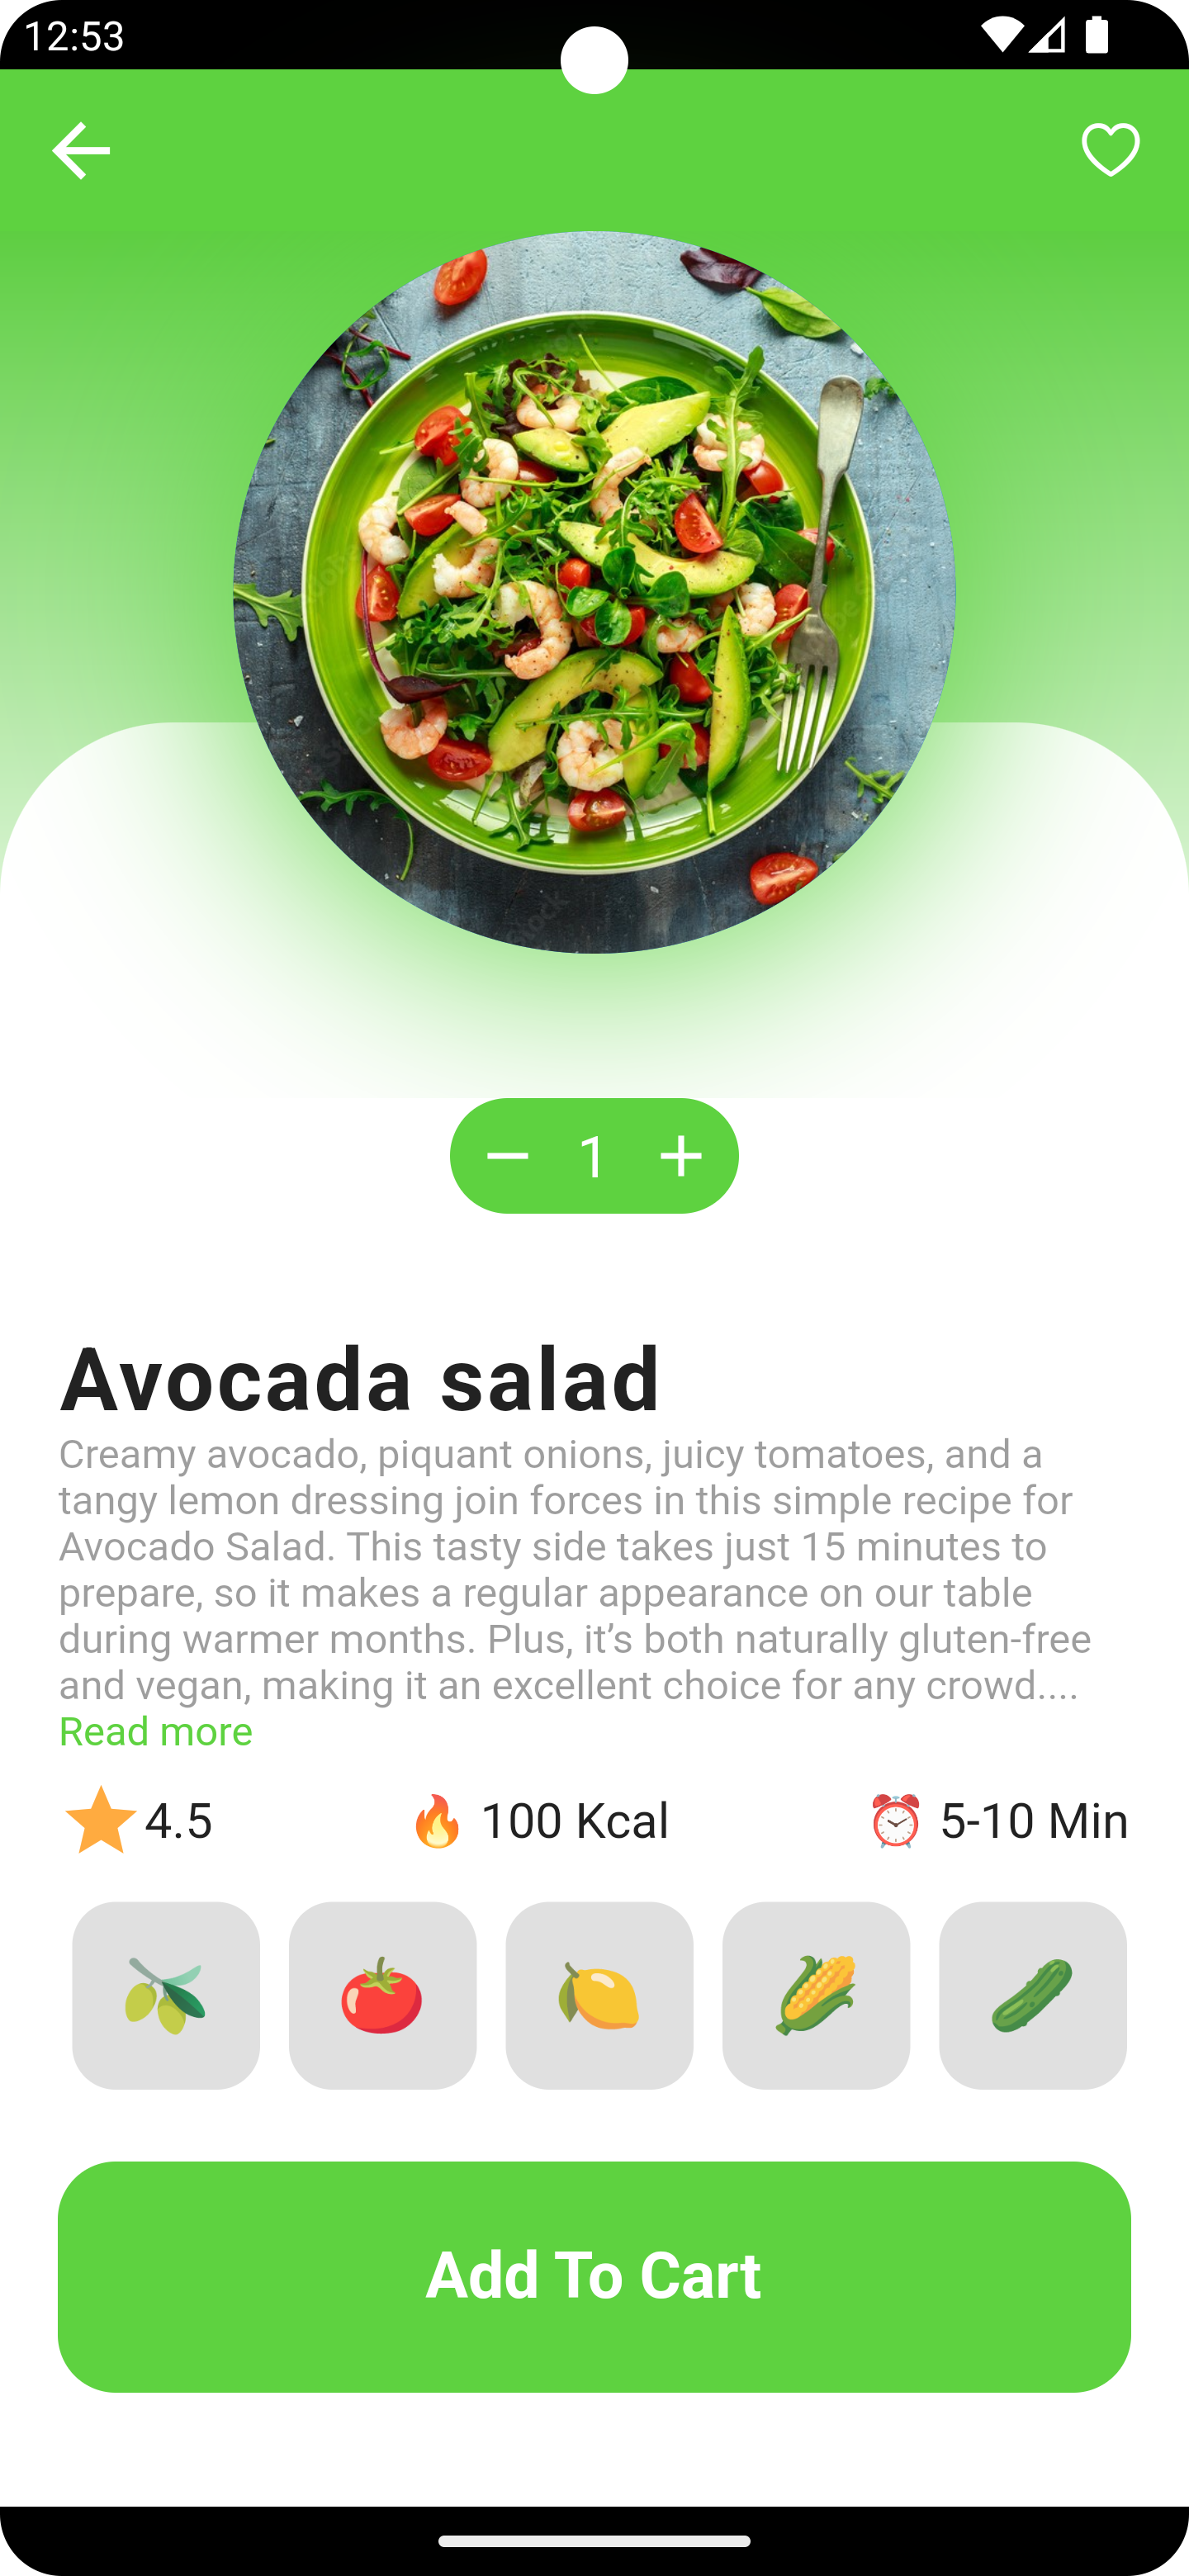 12:53
1
Avocada salad
Creamy avocado, piquant onions, juicy tomatoes, and a
tangy lemon dressing join forces in this simple recipe for
Avocado Salad. This tasty side takes just 15 minutes to
prepare, so it makes a regular appearance on our table
during warmer months. Plus, it’s both naturally gluten-free
and vegan, making it an excellent choice for any crowd....
Read more
4.5
100 Kcal
5-10 Min
Add To Cart